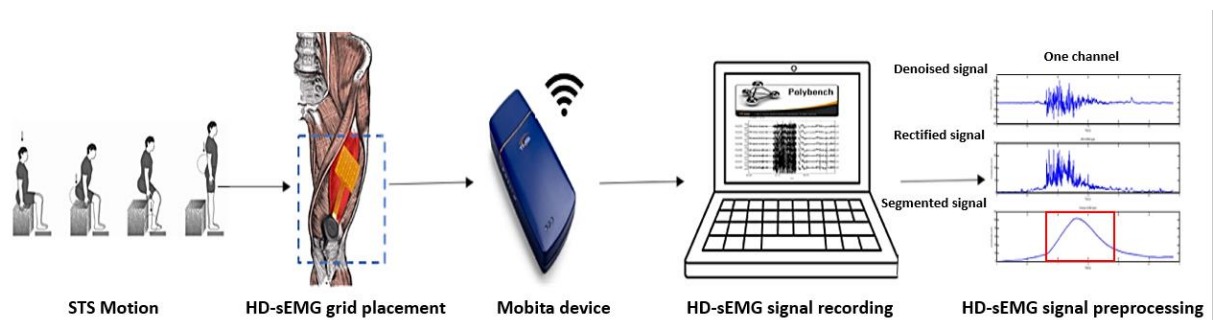 One channel
Denoised signal
Polybench
Rectified signal
Segmented signal
STS Motion
HD-sEMG grid placement
Mobita device
HD-sEMG signal recording
HD-sEMG signal preprocessing